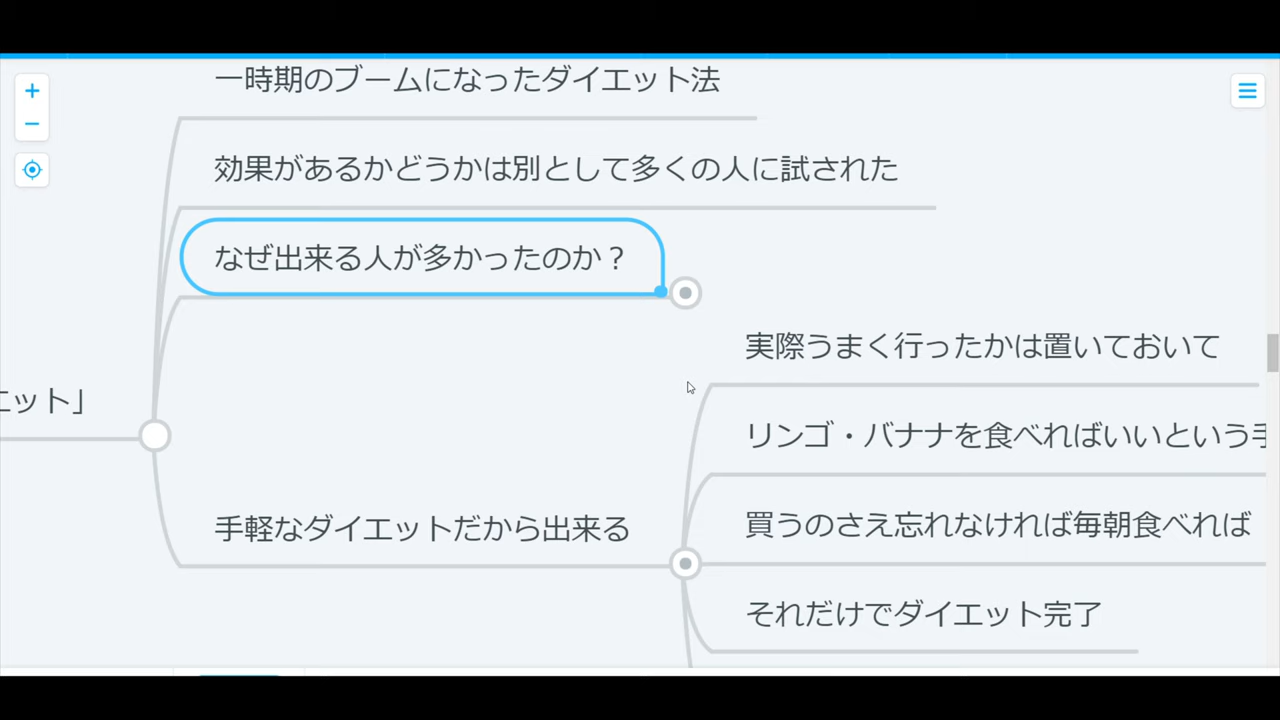 一時期のブームになったダイエット法
効果があるかどうかは別として多くの人に試された
なぜ出来る人が多かったのか？
エット」
手軽なダイエットだから出来る
実際うまく行ったかは置いておいて
リンゴ・バナナを食べればいいという手
買うのさえ忘れなければ毎朝食べれば
それだけでダイエット完了